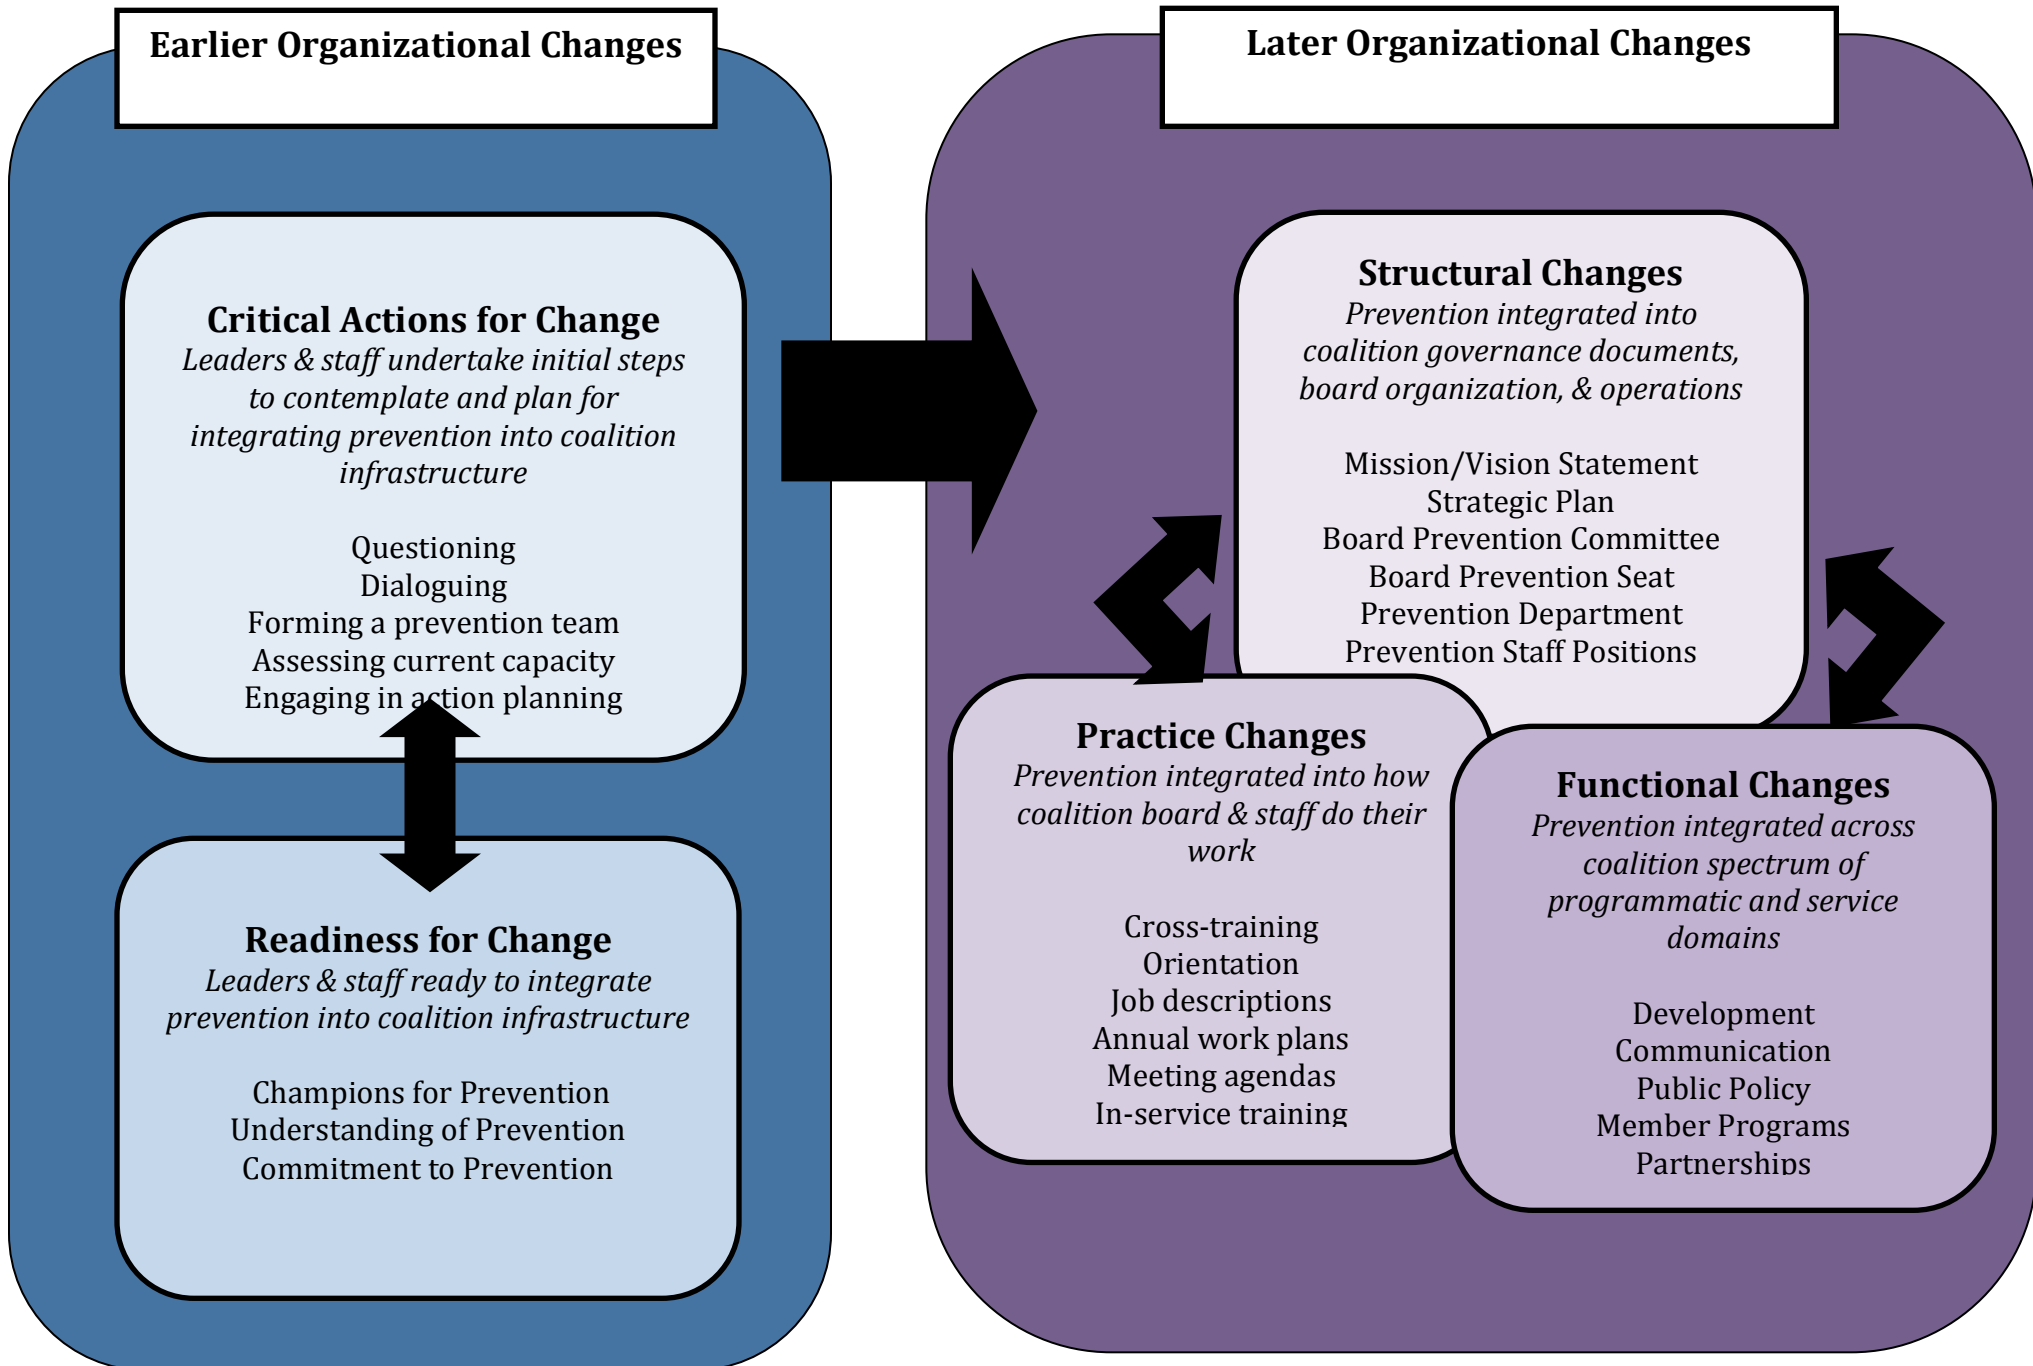 Earlier Organizational Changes
Critical Actions for Change
Leaders & staff undertake initial steps
to contemplate and plan for
integrating prevention into coalition
infrastructure
Questioning
Dialoguing
Forming a prevention team
Assessing current capacity
Engaging in action planning
Readiness for Change
Leaders & staff ready to integrate
prevention into coalition infrastructure
Champions for Prevention
Understanding of Prevention
Commitment to Prevention
Later Organizational Changes
Structural Changes
Prevention integrated into
coalition governance documents,
board organization, & operations
Mission/Vision Statement
Strategic Plan
Board Prevention Committee
Board Prevention Seat
Prevention Department
Prevention Staff Positions
Practice Changes
Prevention integrated into how
coalition board & staff do their
work
Cross-training
Orientation
Job descriptions
Annual work plans
Meeting agendas
In-service training
Functional Changes
Prevention integrated across
coalition spectrum of
programmatic and service
domains
Development
Communication
Public Policy
Member Programs
Partnerships